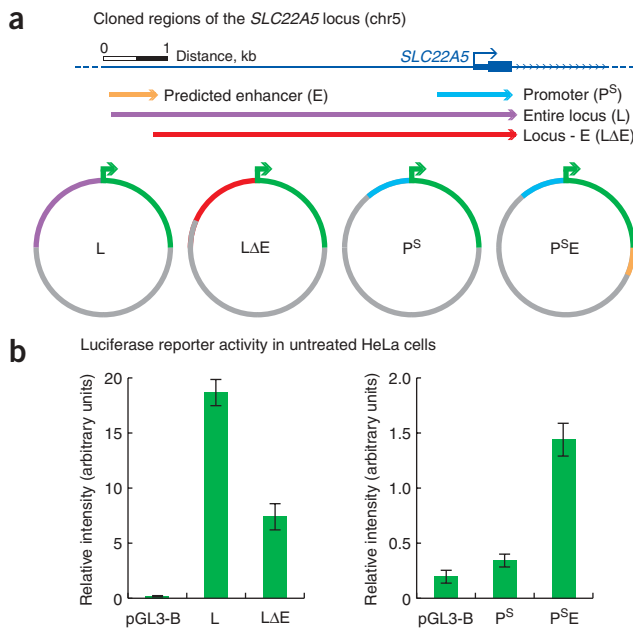 a
Cloned regions of the SLC22A5 locus (chr5)
0 1
Distance, kb
SLC22A5
Predicted enhancer (E)
Promoter (Pˢ)
Entire locus (L)
Locus - E (LΔE)
L
LΔE
Pˢ
PˢE
b
Luciferase reporter activity in untreated HeLa cells
Relative intensity (arbitrary units)
20
15
10
5
0
pGL3-B L LΔE
Relative intensity (arbitrary units)
2.0
1.5
1.0
0.5
0
pGL3-B Pˢ PˢE